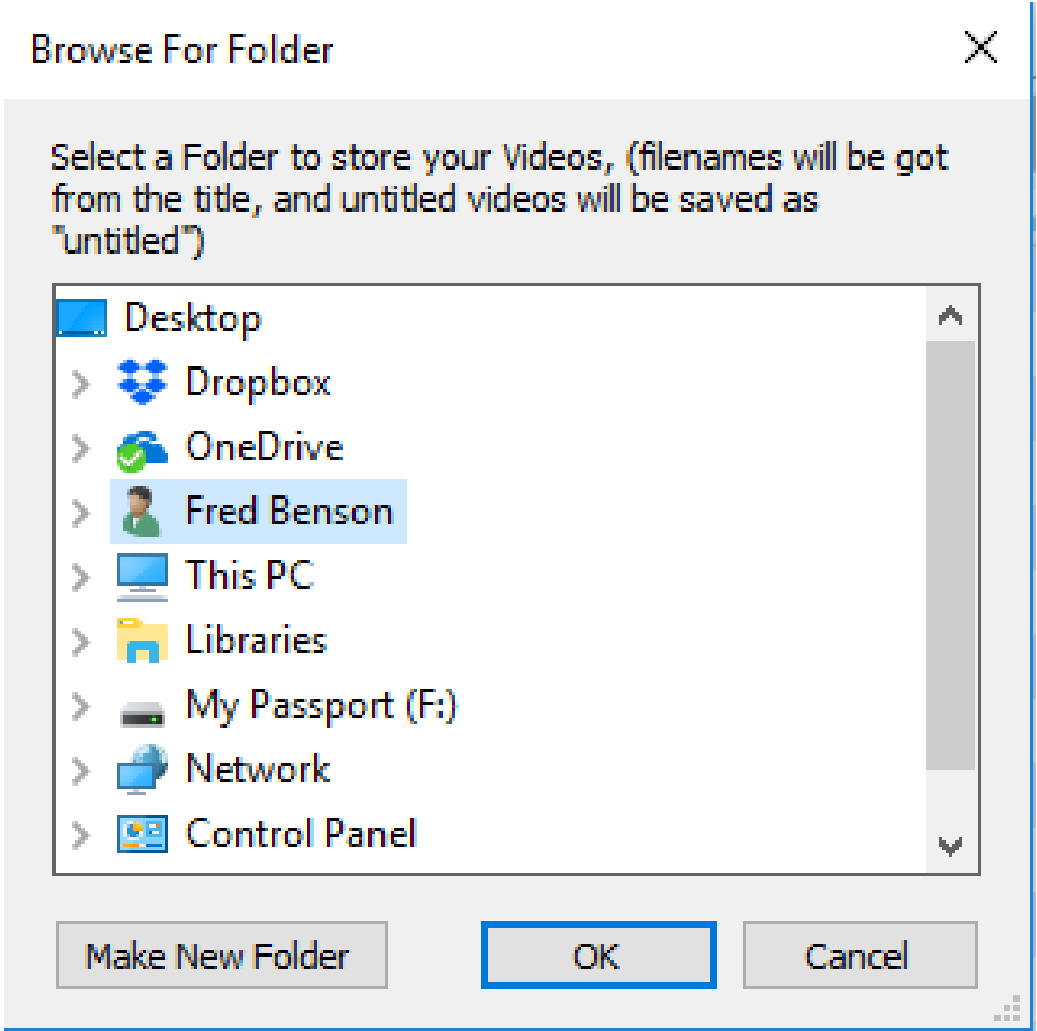 Browse For Folder
Select a Folder to store your Videos, (filenames will be got
from the title, and untitled videos will be saved as
"untitled")
Desktop
Dropbox
OneDrive
Fred Benson
This PC
Libraries
My Passport (F:)
Network
Control Panel
Make New Folder OK Cancel